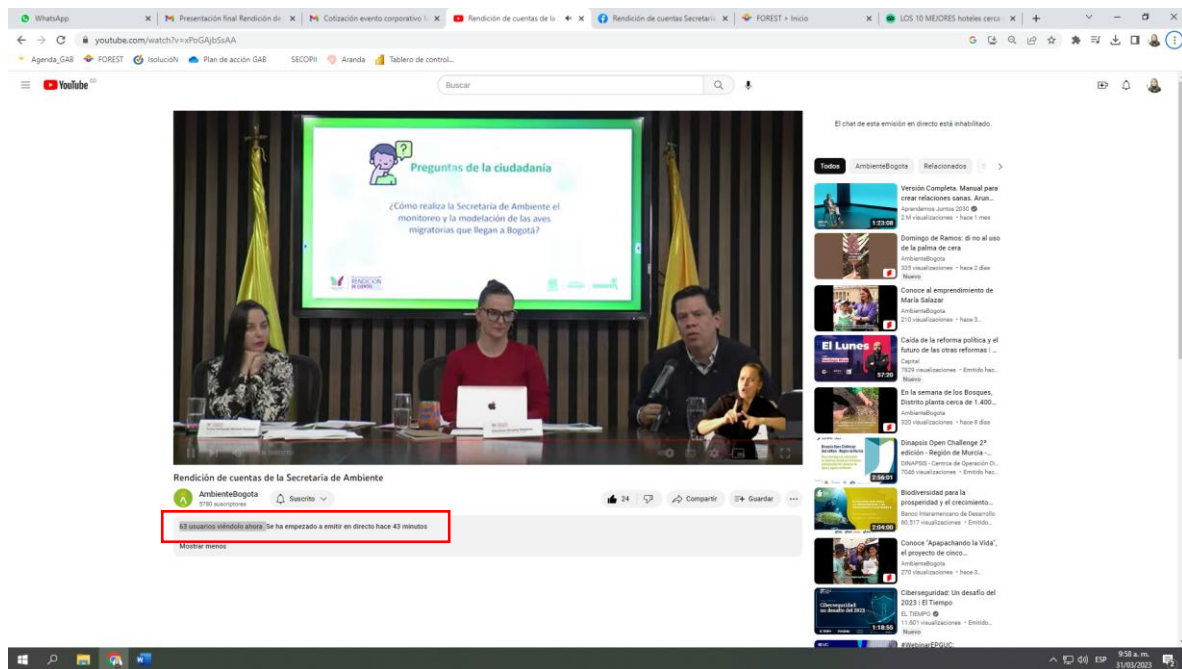 WhatsApp
Presentación final Rendición de
Cotización evento corporativo
Rendición de cuentas de la
Rendición de cuentas Secretaría
FOREST > Inicio
LOS 10 MEJORES hoteles cerca
youtube.com/watch?v=xPoGAjbSsAA
Agenda_GAB FOREST IsolucióN Plan de acción GAB SECOPII Aranda Tablero de control...
YouTube
Buscar
Preguntas de la ciudadanía
¿Cómo realiza la Secretaría de Ambiente el
monitoreo y la modelación de las aves
migratorias que llegan a Bogotá?
RENDICIÓN
DE CUENTAS
Rendición de cuentas de la Secretaría de Ambiente
AmbienteBogota
5780 suscriptores
Suscrito
24
Compartir
Guardar
63 usuarios viéndolo ahora Se ha empezado a emitir en directo hace 43 minutos
Mostrar menos
El chat de esta emisión en directo está inhabilitado.
Todos AmbienteBogota Relacionados
Versión Completa. Manual para
crear relaciones sanas. Arun...
Aprendemos Juntos 2030
2 M visualizaciones • hace 1 mes
1:23:08
Domingo de Ramos: di no al uso
de la palma de cera
AmbienteBogota
335 visualizaciones • hace 2 días
Nuevo
Conoce al emprendimiento de
María Salazar
AmbienteBogota
210 visualizaciones • hace 3...
El Lunes
57:20
Caída de la reforma política y el
futuro de las otras reformas | ...
Capital
7829 visualizaciones • Emitido hac...
Nuevo
En la semana de los Bosques,
Distrito planta cerca de 1.400...
AmbienteBogota
320 visualizaciones • hace 8 días
Dinapsis Open Challenge 2ª
edición - Región de Murcia -...
DINAPSIS - Centros de Operación Di...
7046 visualizaciones • Emitido hac...
2:56:01
Biodiversidad para la
prosperidad y el crecimiento...
Banco Interamericano de Desarrollo
60.517 visualizaciones • Emitido...
2:04:00
Conoce "Apapachando la Vida",
el proyecto de cinco...
AmbienteBogota
270 visualizaciones • hace 3...
Ciberseguridad: Un desafío del
2023 | El Tiempo
EL TIEMPO
11.601 visualizaciones • Emitido...
Nuevo
1:18:55
#WebinarEPGUC:
ESP
9:58 a. m.
31/03/2023